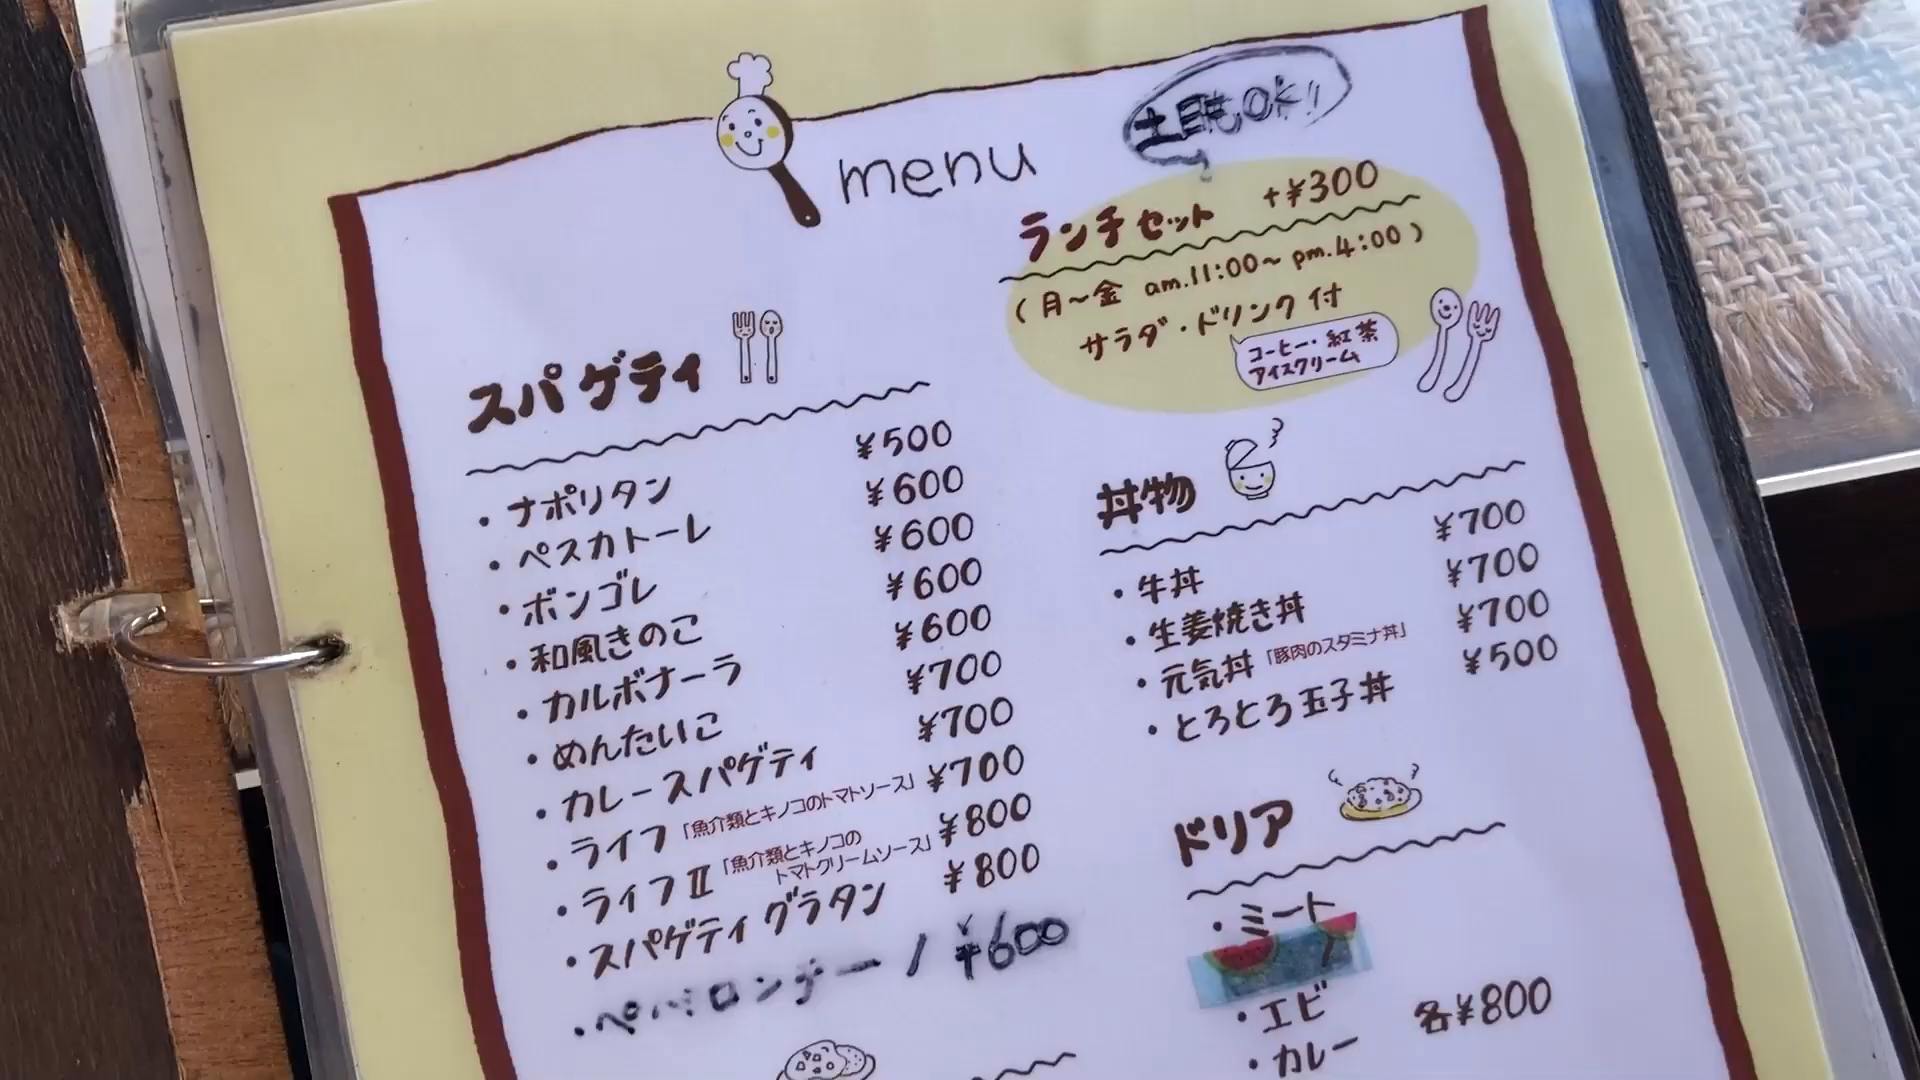 menu
土日もOK!!
ランチセット +¥300
(月~金 am.11:00~pm.4:00)
サラダ・ドリンク付
コーヒー・紅茶
アイスクリーム
スパゲティ
・ナポリタン ¥500
・ペスカトーレ ¥600
・ボンゴレ ¥600
・和風きのこ ¥600
・カルボナーラ ¥600
・めんたいこ ¥700
・カレースパゲティ ¥700
・ライフ「魚介類とキノコのトマトソース」 ¥700
・ライフⅡ「魚介類とキノコの
トマトクリームソース」 ¥800
・スパゲティグラタン ¥800
・ペペロンチーノ ¥600
丼物
・牛丼 ¥700
・生姜焼き丼 ¥700
・元気丼「豚肉のスタミナ丼」 ¥700
・とろとろ玉子丼 ¥500
ドリア
・ミート
・エビ
・カレー 各¥800